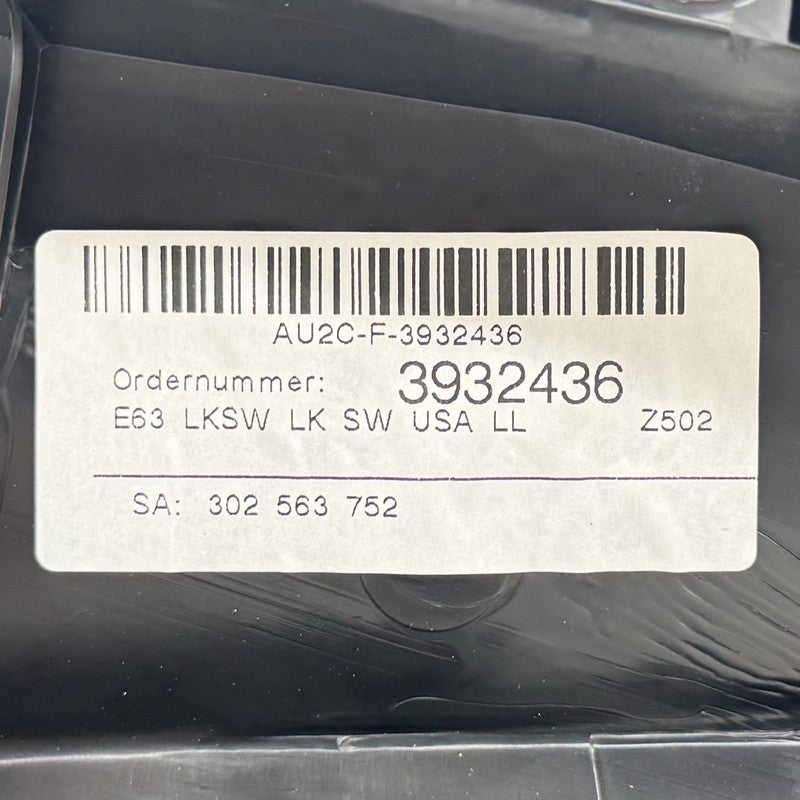 AU2C-F-3932436
Ordernummer: 3932436
E63 LKSW LK SW USA LL Z502
SA: 302 563 752